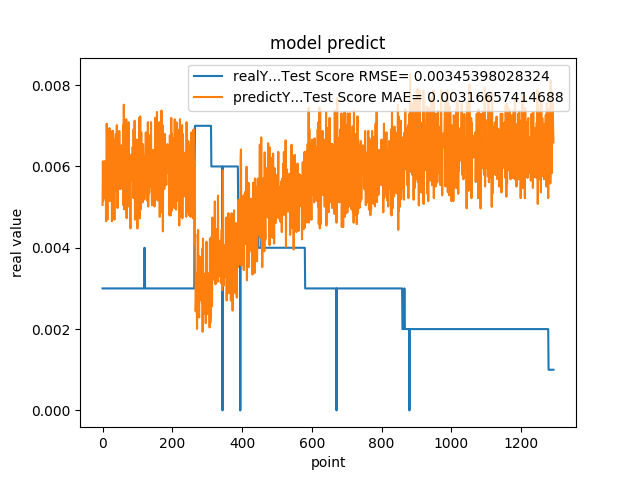 model predict
realY...Test Score RMSE= 0.00345398028324
predictY...Test Score MAE= 0.00316657414688
0.008
0.006
0.004
0.002
0.000
real value
0 200 400 600 800 1000 1200
point